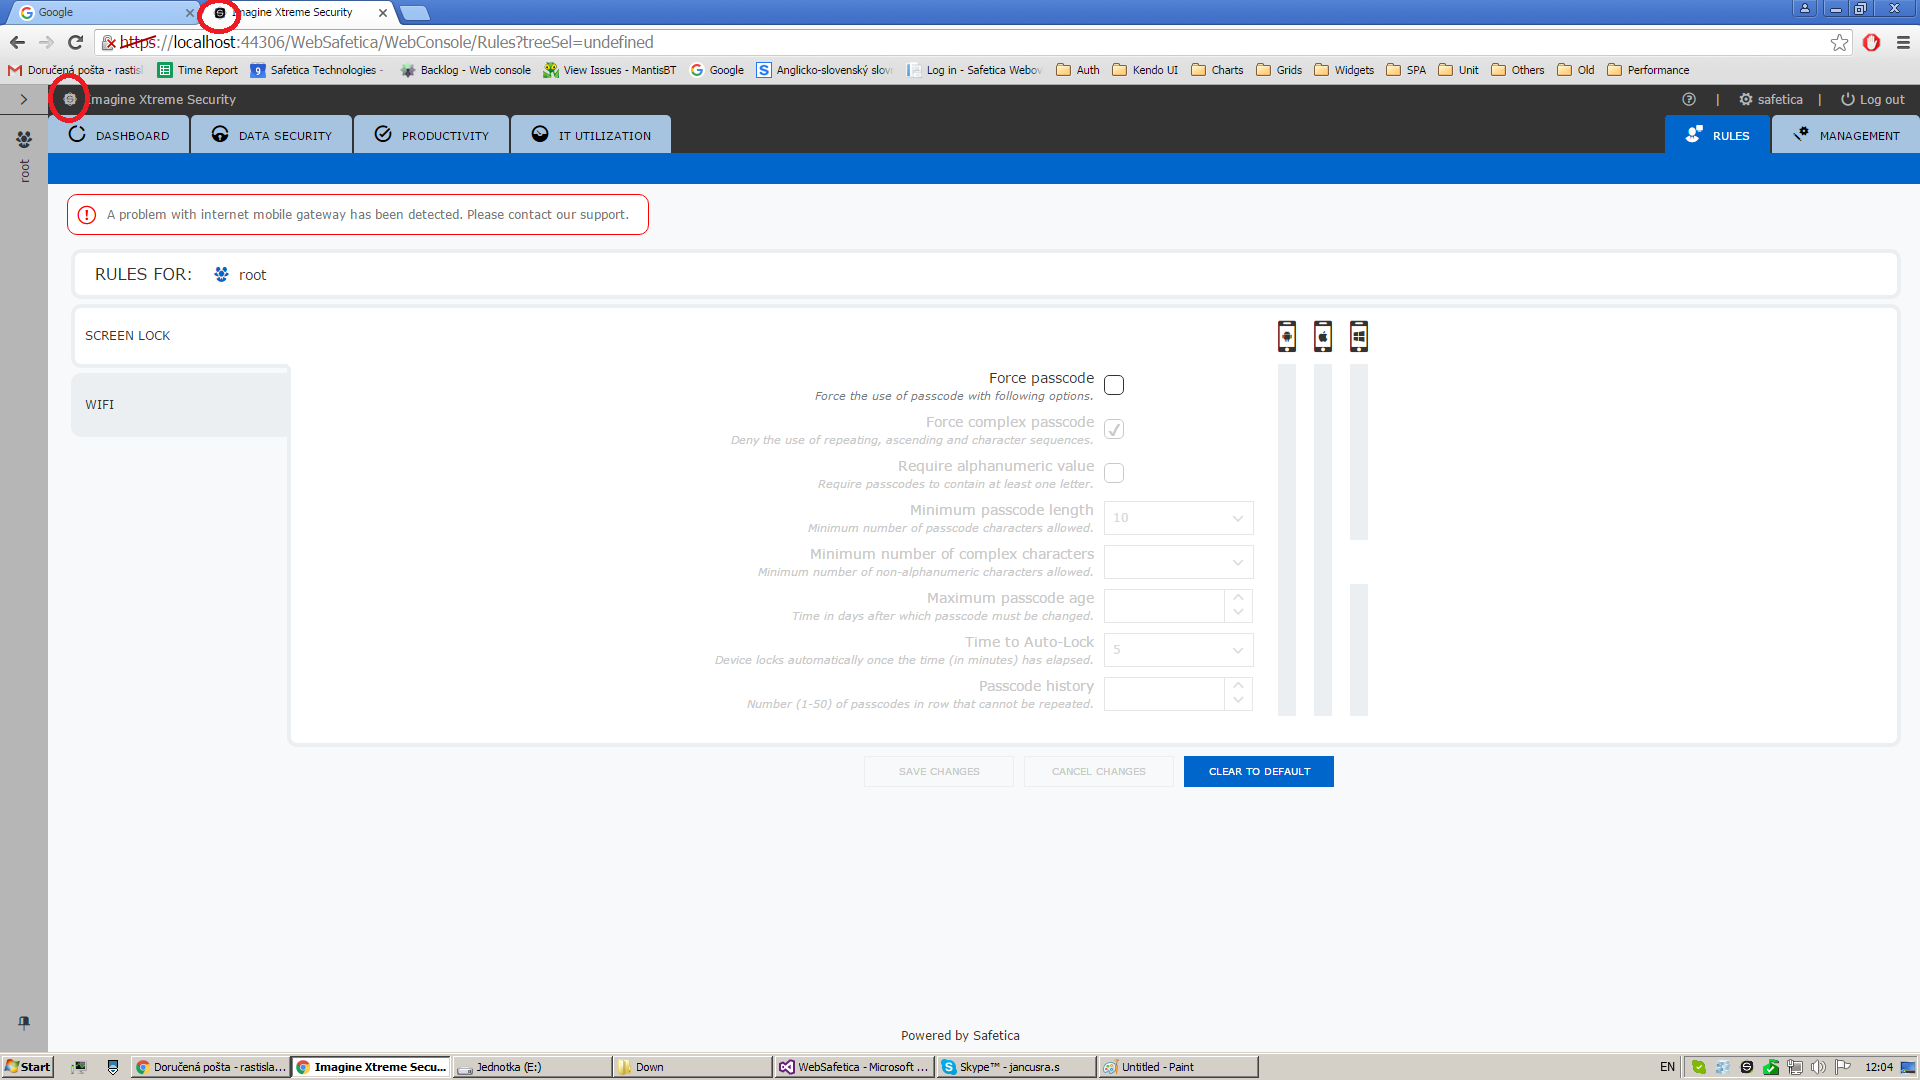 Google
Imagine Xtreme Security
https://localhost:44306/WebSafetica/WebConsole/Rules?treeSel=undefined
Doručená pošta - rastisl
Time Report
9
Safetica Technologies -
Backlog - Web console
View Issues - MantisBT
Google
S
Anglicko-slovenský slov
Log in - Safetica Webov
Auth
Kendo UI
Charts
Grids
Widgets
SPA
Unit
Others
Old
Performance
Imagine Xtreme Security
safetica
Log out
root
DASHBOARD
DATA SECURITY
PRODUCTIVITY
IT UTILIZATION
RULES
MANAGEMENT
A problem with internet mobile gateway has been detected. Please contact our support.
RULES FOR: root
SCREEN LOCK
WIFI
Force passcode
Force the use of passcode with following options.
Force complex passcode
Deny the use of repeating, ascending and character sequences.
Require alphanumeric value
Require passcodes to contain at least one letter.
Minimum passcode length
Minimum number of passcode characters allowed.
10
Minimum number of complex characters
Minimum number of non-alphanumeric characters allowed.
Maximum passcode age
Time in days after which passcode must be changed.
Time to Auto-Lock
Device locks automatically once the time (in minutes) has elapsed.
5
Passcode history
Number (1-50) of passcodes in row that cannot be repeated.
SAVE CHANGES
CANCEL CHANGES
CLEAR TO DEFAULT
Powered by Safetica
Start
Doručená pošta - rastisla...
Imagine Xtreme Secu...
Jednotka (E:)
Down
WebSafetica - Microsoft ...
Skype™ - jancusra.s
Untitled - Paint
EN
12:04